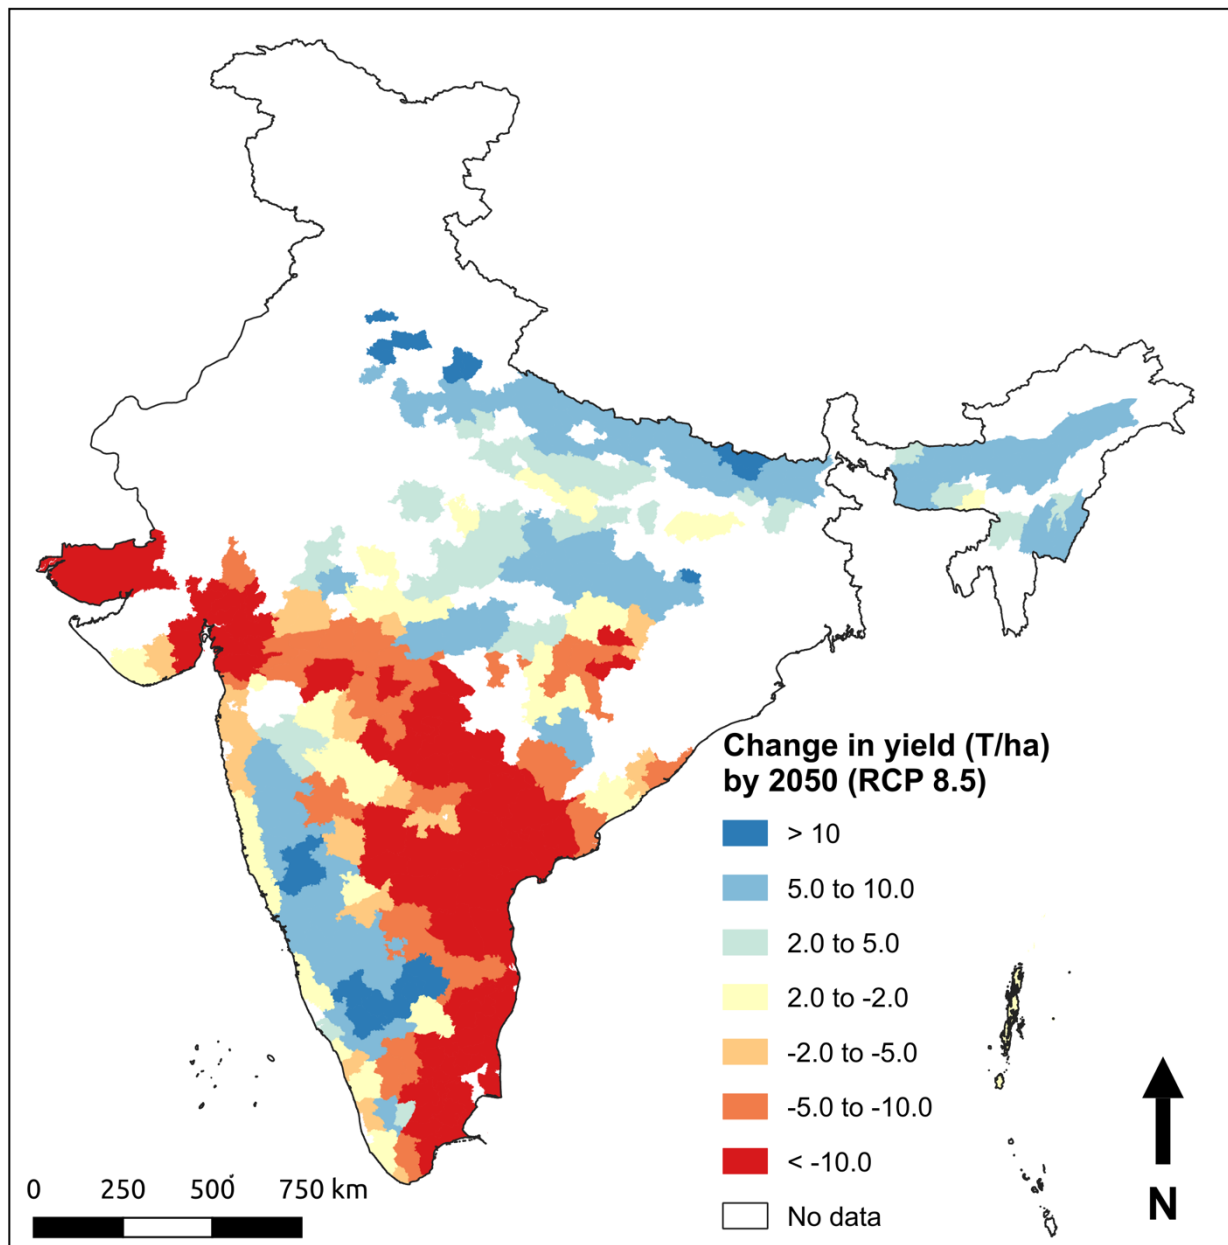 Change in yield (T/ha)
by 2050 (RCP 8.5)
> 10
5.0 to 10.0
2.0 to 5.0
2.0 to -2.0
-2.0 to -5.0
-5.0 to -10.0
< -10.0
No data
0 250 500 750 km
N